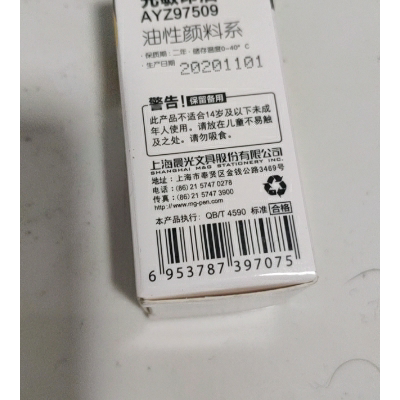 AYZ97509
油性颜料系
·保质期：二年·储存温度0-40°C
·生产日期 20201101
警告！保留备用
此产品不适合14岁及以下未成
年人使用。请放在儿童不易触
及之处。请勿吸食。
上海晨光文具股份有限公司
SHANGHAI M&G STATIONERY INC.
地址：上海市奉贤区金钱公路3469号
电话：(86) 21 5747 0278
传真：(86) 21 5747 3900
http://www.mg-pen.com
本产品执行：QB/T 4590 标准 合格
6 953787 397075